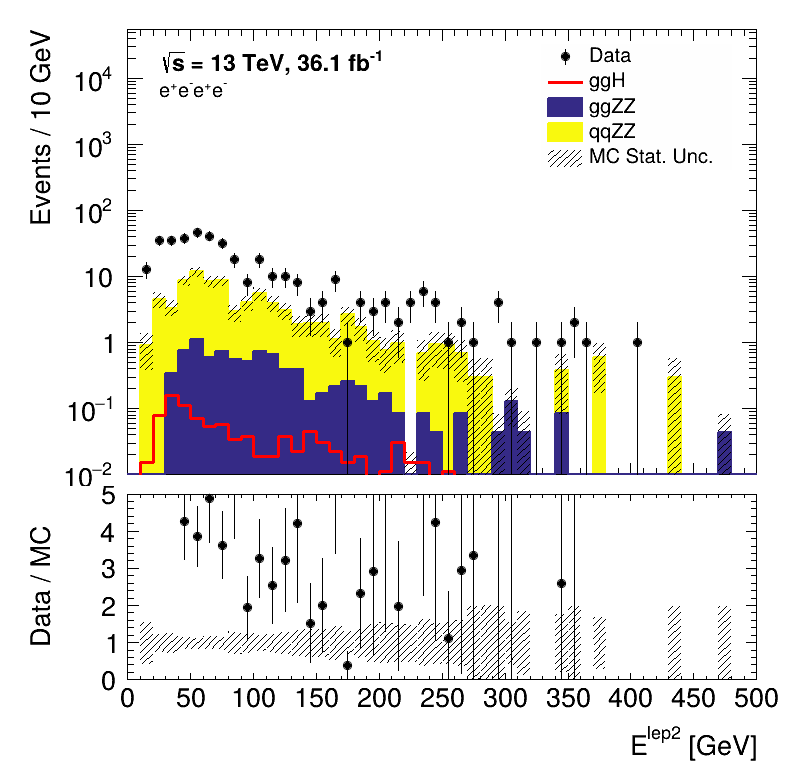 Events / 10 GeV
10⁴
10³
10²
10
1
10⁻¹
10⁻²
√s = 13 TeV, 36.1 fb⁻¹
e⁺e⁻e⁺e⁻
Data
ggH
ggZZ
qqZZ
MC Stat. Unc.
Data / MC
5
4
3
2
1
0
0 50 100 150 200 250 300 350 400 450 500
E^lep2 [GeV]